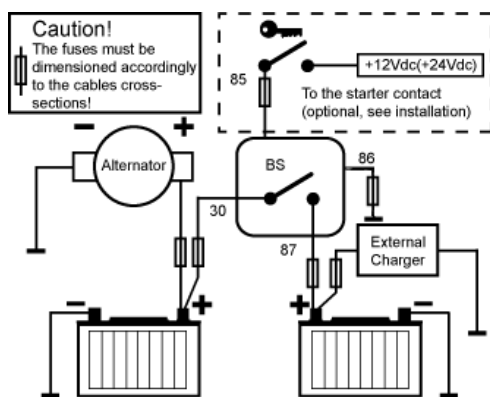 Caution!
The fuses must be
dimensioned accordingly
to the cables cross-
sections!
+12Vdc(+24Vdc)
85
To the starter contact
(optional, see installation)
- +
Alternator
BS
86
30
87
External
Charger
- +
+ -